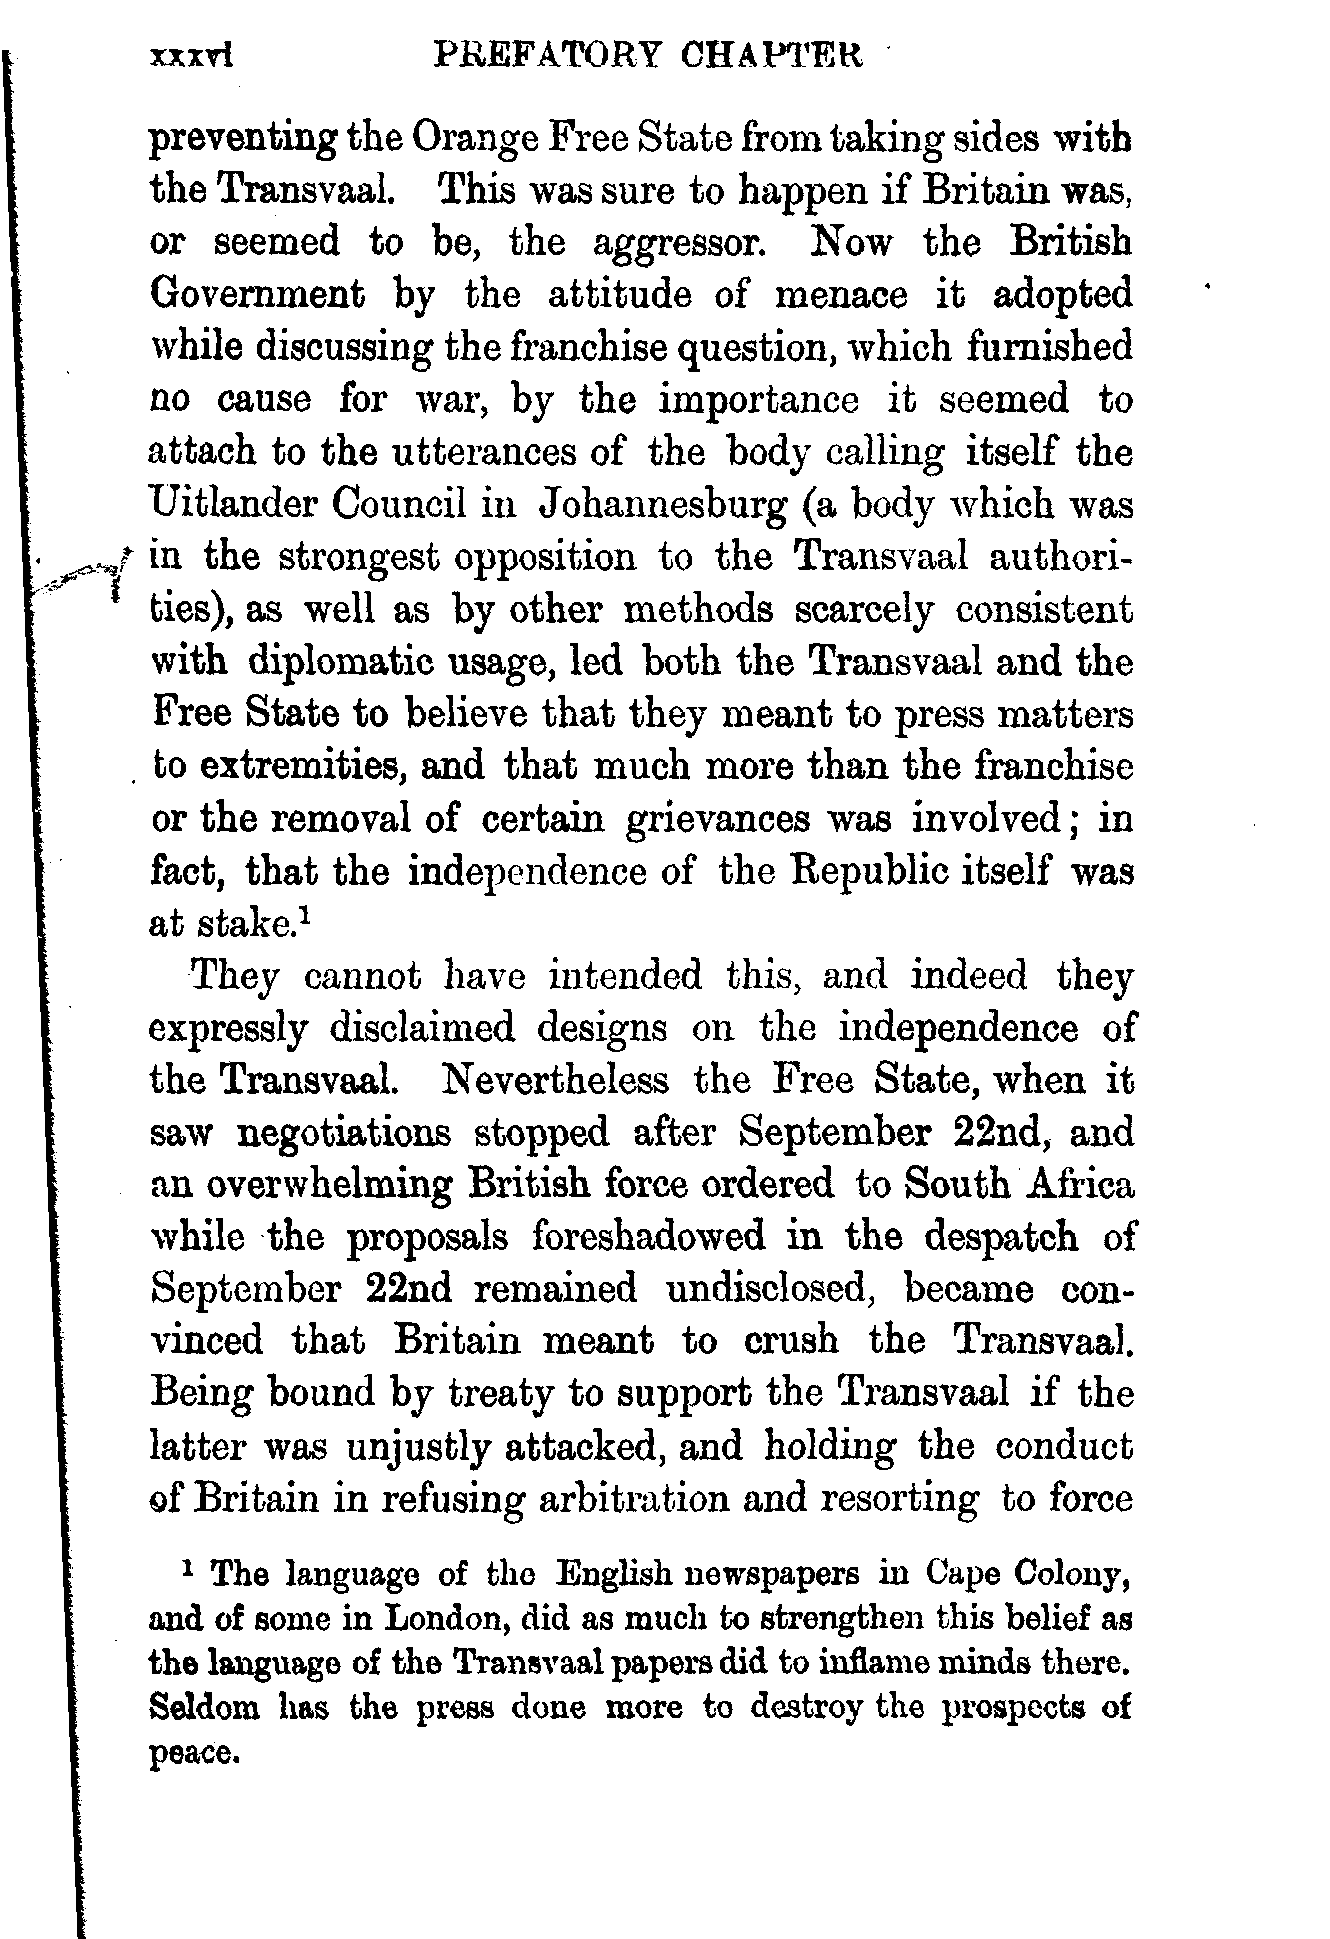 xxxvi PREFATORY CHAPTER
preventing the Orange Free State from taking sides with
the Transvaal. This was sure to happen if Britain was,
or seemed to be, the aggressor. Now the British
Government by the attitude of menace it adopted
while discussing the franchise question, which furnished
no cause for war, by the importance it seemed to
attach to the utterances of the body calling itself the
Uitlander Council in Johannesburg (a body which was
in the strongest opposition to the Transvaal authori-
ties), as well as by other methods scarcely consistent
with diplomatic usage, led both the Transvaal and the
Free State to believe that they meant to press matters
to extremities, and that much more than the franchise
or the removal of certain grievances was involved; in
fact, that the independence of the Republic itself was
at stake.¹
They cannot have intended this, and indeed they
expressly disclaimed designs on the independence of
the Transvaal. Nevertheless the Free State, when it
saw negotiations stopped after September 22nd, and
an overwhelming British force ordered to South Africa
while the proposals foreshadowed in the despatch of
September 22nd remained undisclosed, became con-
vinced that Britain meant to crush the Transvaal.
Being bound by treaty to support the Transvaal if the
latter was unjustly attacked, and holding the conduct
of Britain in refusing arbitration and resorting to force
¹ The language of the English newspapers in Cape Colony,
and of some in London, did as much to strengthen this belief as
the language of the Transvaal papers did to inflame minds there.
Seldom has the press done more to destroy the prospects of
peace.